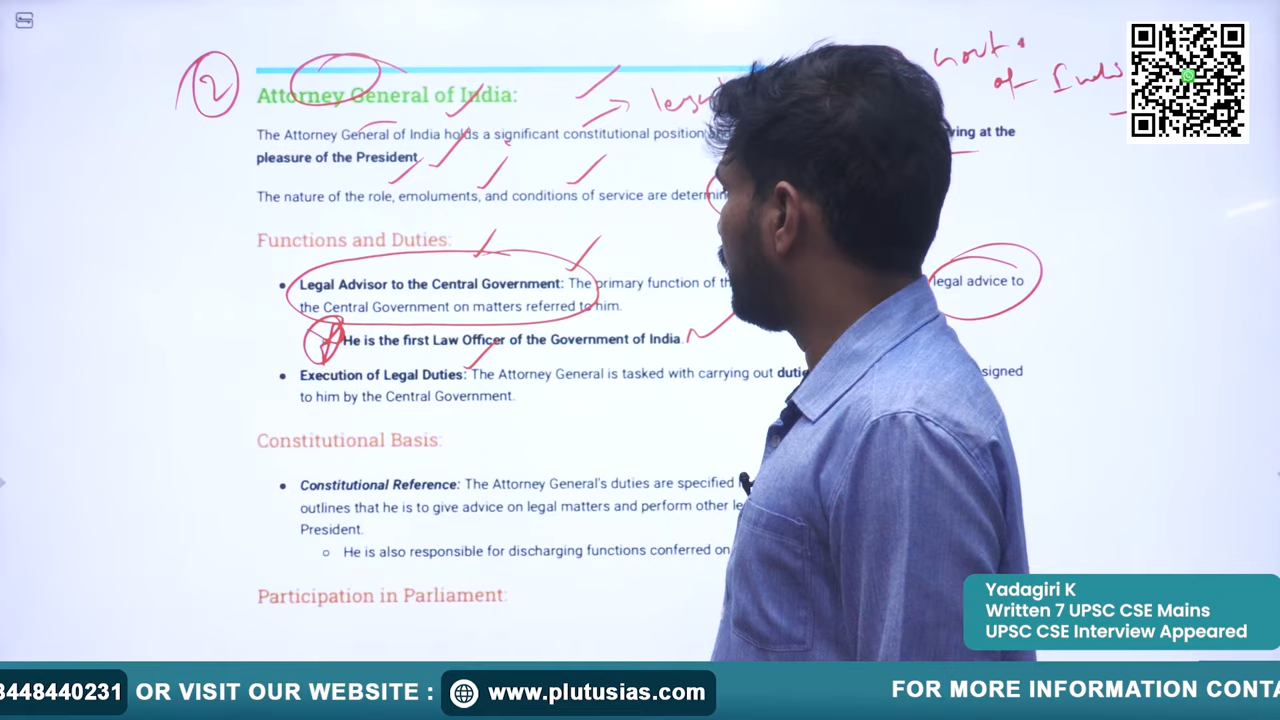 2
Govt.
of India
Attorney General of India:
The Attorney General of India holds a significant constitutional position at the
pleasure of the President
The nature of the role, emoluments, and conditions of service are
Functions and Duties:
• Legal Advisor to the Central Government: The primary function of legal advice to
the Central Government on matters referred to him.
He is the first Law Officer of the Government of India.
• Execution of Legal Duties: The Attorney General is tasked with carrying out
to him by the Central Government.
Constitutional Basis:
• Constitutional Reference: The Attorney General's duties are specified
outlines that he is to give advice on legal matters and perform other
President.
o He is also responsible for discharging functions conferred on
Participation in Parliament:
Yadagiri K
Written 7 UPSC CSE Mains
UPSC CSE Interview Appeared
8448440231 OR VISIT OUR WEBSITE : www.plutusias.com FOR MORE INFORMATION